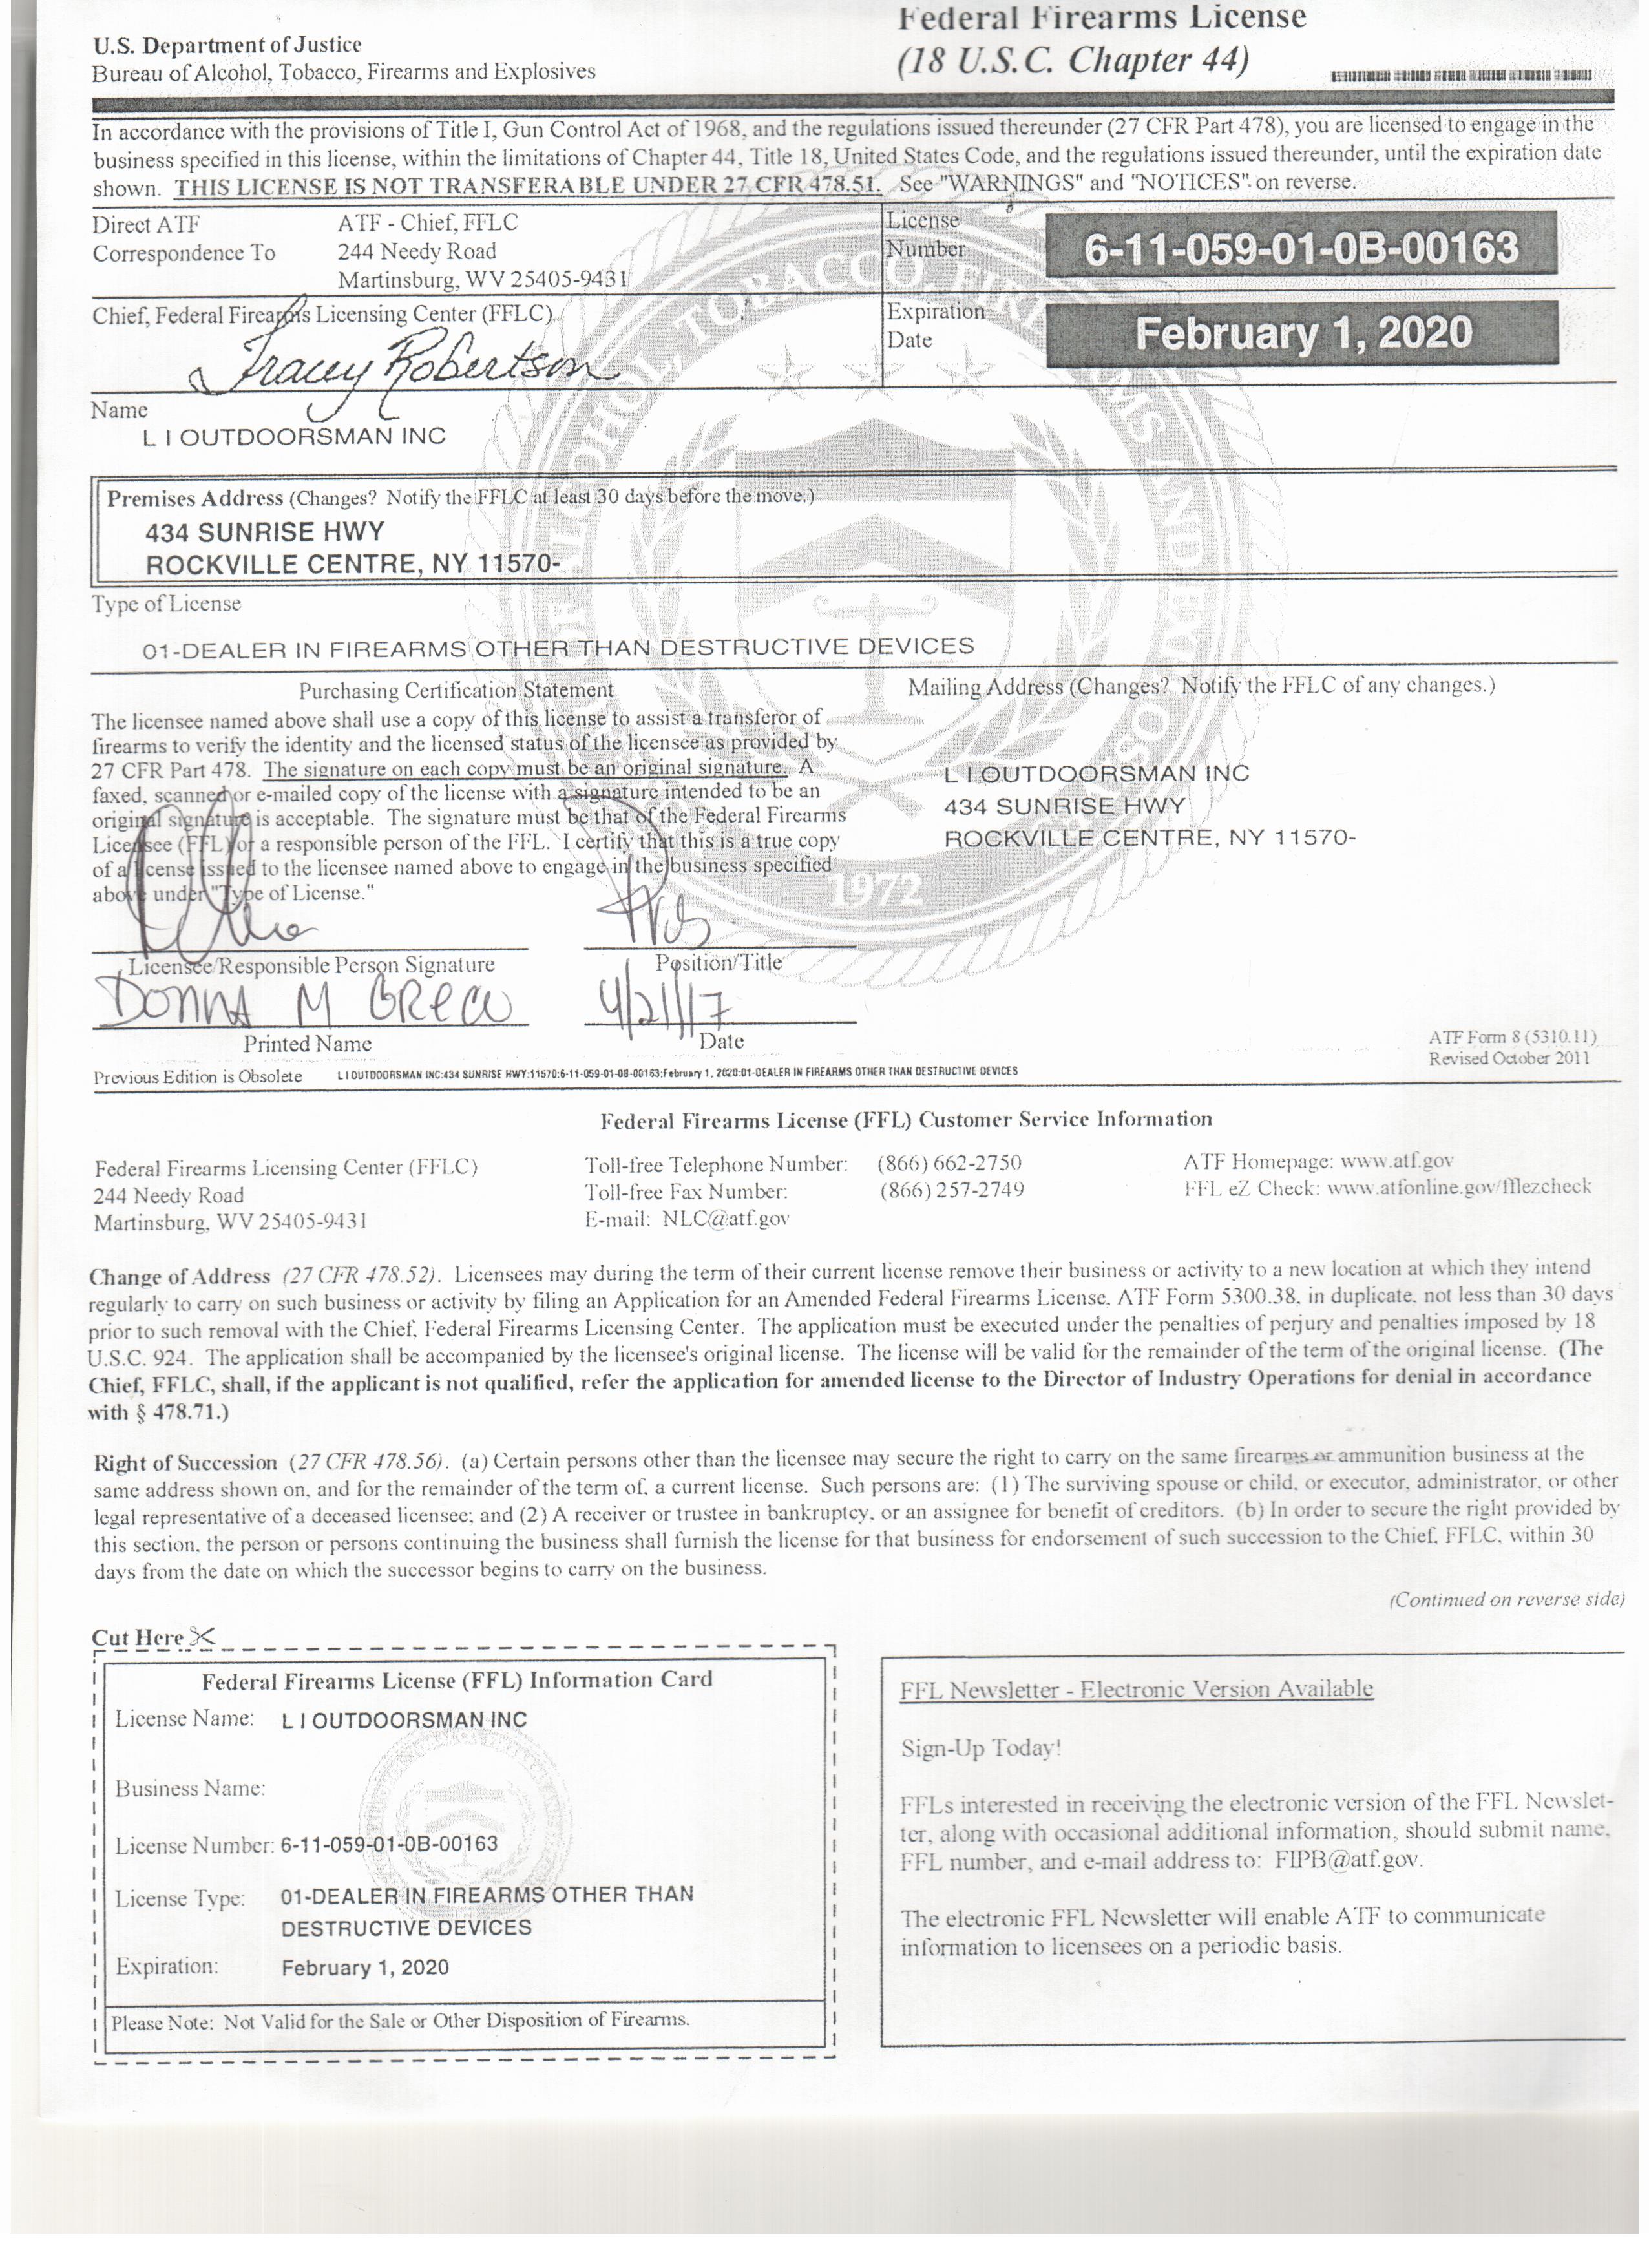 Federal Firearms License
(18 U.S.C. Chapter 44)
U.S. Department of Justice
Bureau of Alcohol, Tobacco, Firearms and Explosives
In accordance with the provisions of Title I, Gun Control Act of 1968, and the regulations issued thereunder (27 CFR Part 478), you are licensed to engage in the
business specified in this license, within the limitations of Chapter 44, Title 18, United States Code, and the regulations issued thereunder, until the expiration date
shown. THIS LICENSE IS NOT TRANSFERABLE UNDER 27 CFR 478.51. See "WARNINGS" and "NOTICES" on reverse.
Direct ATF
Correspondence To
ATF - Chief, FFLC
244 Needy Road
Martinsburg, WV 25405-9431
License
Number
6-11-059-01-0B-00163
Chief, Federal Firearms Licensing Center (FFLC)
Tracey Robertson
Expiration
Date
February 1, 2020
Name
L I OUTDOORSMAN INC
Premises Address (Changes? Notify the FFLC at least 30 days before the move.)
434 SUNRISE HWY
ROCKVILLE CENTRE, NY 11570-
Type of License
01-DEALER IN FIREARMS OTHER THAN DESTRUCTIVE DEVICES
Purchasing Certification Statement
The licensee named above shall use a copy of this license to assist a transferor of
firearms to verify the identity and the licensed status of the licensee as provided by
27 CFR Part 478. The signature on each copy must be an original signature. A
faxed, scanned or e-mailed copy of the license with a signature intended to be an
original signature is acceptable. The signature must be that of the Federal Firearms
Licensee (FFL) or a responsible person of the FFL. I certify that this is a true copy
of a license issued to the licensee named above to engage in the business specified
above under "Type of License."
Mailing Address (Changes? Notify the FFLC of any changes.)
L I OUTDOORSMAN INC
434 SUNRISE HWY
ROCKVILLE CENTRE, NY 11570-
1972
Licensee/Responsible Person Signature
Pres
Position/Title
DONNA M GRECO
Printed Name
4/21/17
Date
ATF Form 8 (5310.11)
Revised October 2011
Previous Edition is Obsolete
L I OUTDOORSMAN INC:434 SUNRISE HWY:11570:6-11-059-01-0B-00163:February 1, 2020:01-DEALER IN FIREARMS OTHER THAN DESTRUCTIVE DEVICES
Federal Firearms License (FFL) Customer Service Information
Federal Firearms Licensing Center (FFLC)
244 Needy Road
Martinsburg, WV 25405-9431
Toll-free Telephone Number: (866) 662-2750
Toll-free Fax Number: (866) 257-2749
E-mail: NLC@atf.gov
ATF Homepage: www.atf.gov
FFL eZ Check: www.atfonline.gov/fflezcheck
Change of Address (27 CFR 478.52). Licensees may during the term of their current license remove their business or activity to a new location at which they intend
regularly to carry on such business or activity by filing an Application for an Amended Federal Firearms License, ATF Form 5300.38, in duplicate, not less than 30 days
prior to such removal with the Chief, Federal Firearms Licensing Center. The application must be executed under the penalties of perjury and penalties imposed by 18
U.S.C. 924. The application shall be accompanied by the licensee's original license. The license will be valid for the remainder of the term of the original license. (The
Chief, FFLC, shall, if the applicant is not qualified, refer the application for amended license to the Director of Industry Operations for denial in accordance
with § 478.71.)
Right of Succession (27 CFR 478.56). (a) Certain persons other than the licensee may secure the right to carry on the same firearms or ammunition business at the
same address shown on, and for the remainder of the term of, a current license. Such persons are: (1) The surviving spouse or child, or executor, administrator, or other
legal representative of a deceased licensee; and (2) A receiver or trustee in bankruptcy, or an assignee for benefit of creditors. (b) In order to secure the right provided by
this section, the person or persons continuing the business shall furnish the license for that business for endorsement of such succession to the Chief, FFLC, within 30
days from the date on which the successor begins to carry on the business.
(Continued on reverse side)
Cut Here
Federal Firearms License (FFL) Information Card
License Name: L I OUTDOORSMAN INC
Business Name:
License Number: 6-11-059-01-0B-00163
License Type: 01-DEALER IN FIREARMS OTHER THAN
DESTRUCTIVE DEVICES
Expiration: February 1, 2020
Please Note: Not Valid for the Sale or Other Disposition of Firearms.
FFL Newsletter - Electronic Version Available
Sign-Up Today!
FFLs interested in receiving the electronic version of the FFL Newslet-
ter, along with occasional additional information, should submit name,
FFL number, and e-mail address to: FIPB@atf.gov.
The electronic FFL Newsletter will enable ATF to communicate
information to licensees on a periodic basis.